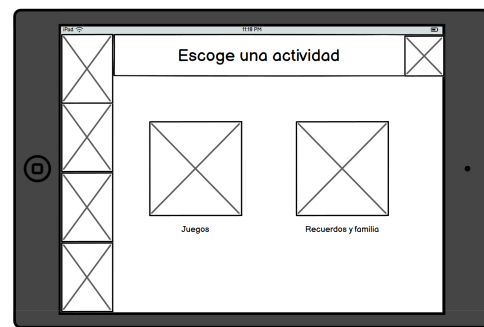 iPad 11:18 PM
Escoge una actividad
Juegos
Recuerdos y familia